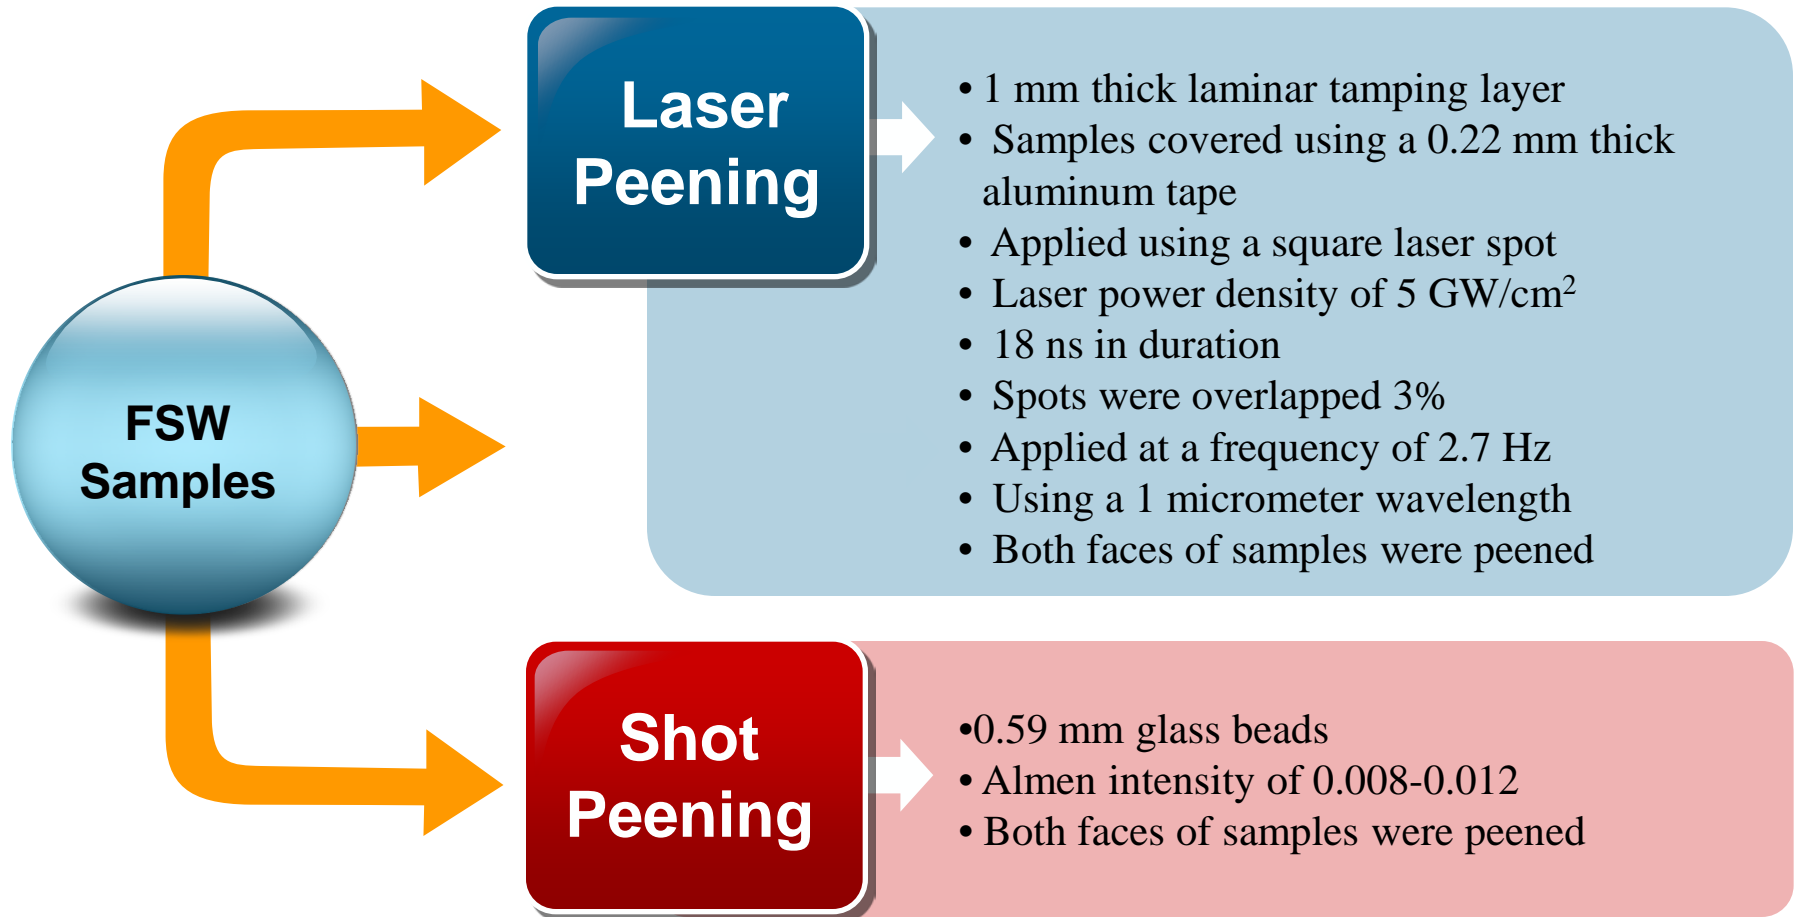 FSW
Samples
Laser
Peening
• 1 mm thick laminar tamping layer
• Samples covered using a 0.22 mm thick
aluminum tape
• Applied using a square laser spot
• Laser power density of 5 GW/cm²
• 18 ns in duration
• Spots were overlapped 3%
• Applied at a frequency of 2.7 Hz
• Using a 1 micrometer wavelength
• Both faces of samples were peened
Shot
Peening
•0.59 mm glass beads
• Almen intensity of 0.008-0.012
• Both faces of samples were peened